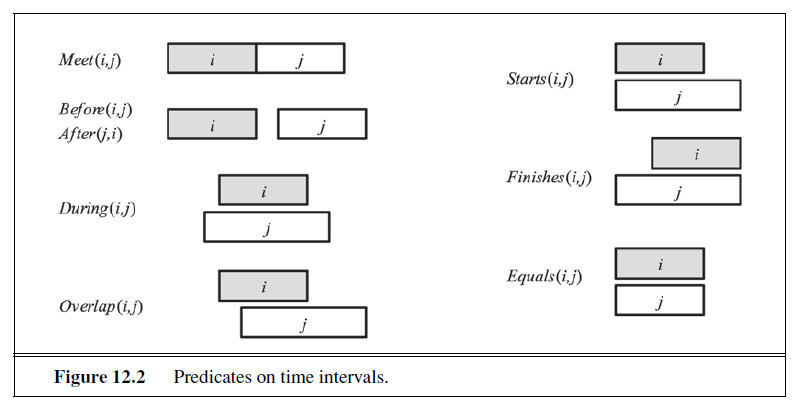 Meet(i,j)
i
j
Before(i,j)
After(j,i)
i
j
During(i,j)
i
j
Overlap(i,j)
i
j
Starts(i,j)
i
j
Finishes(i,j)
i
j
Equals(i,j)
i
j
Figure 12.2 Predicates on time intervals.